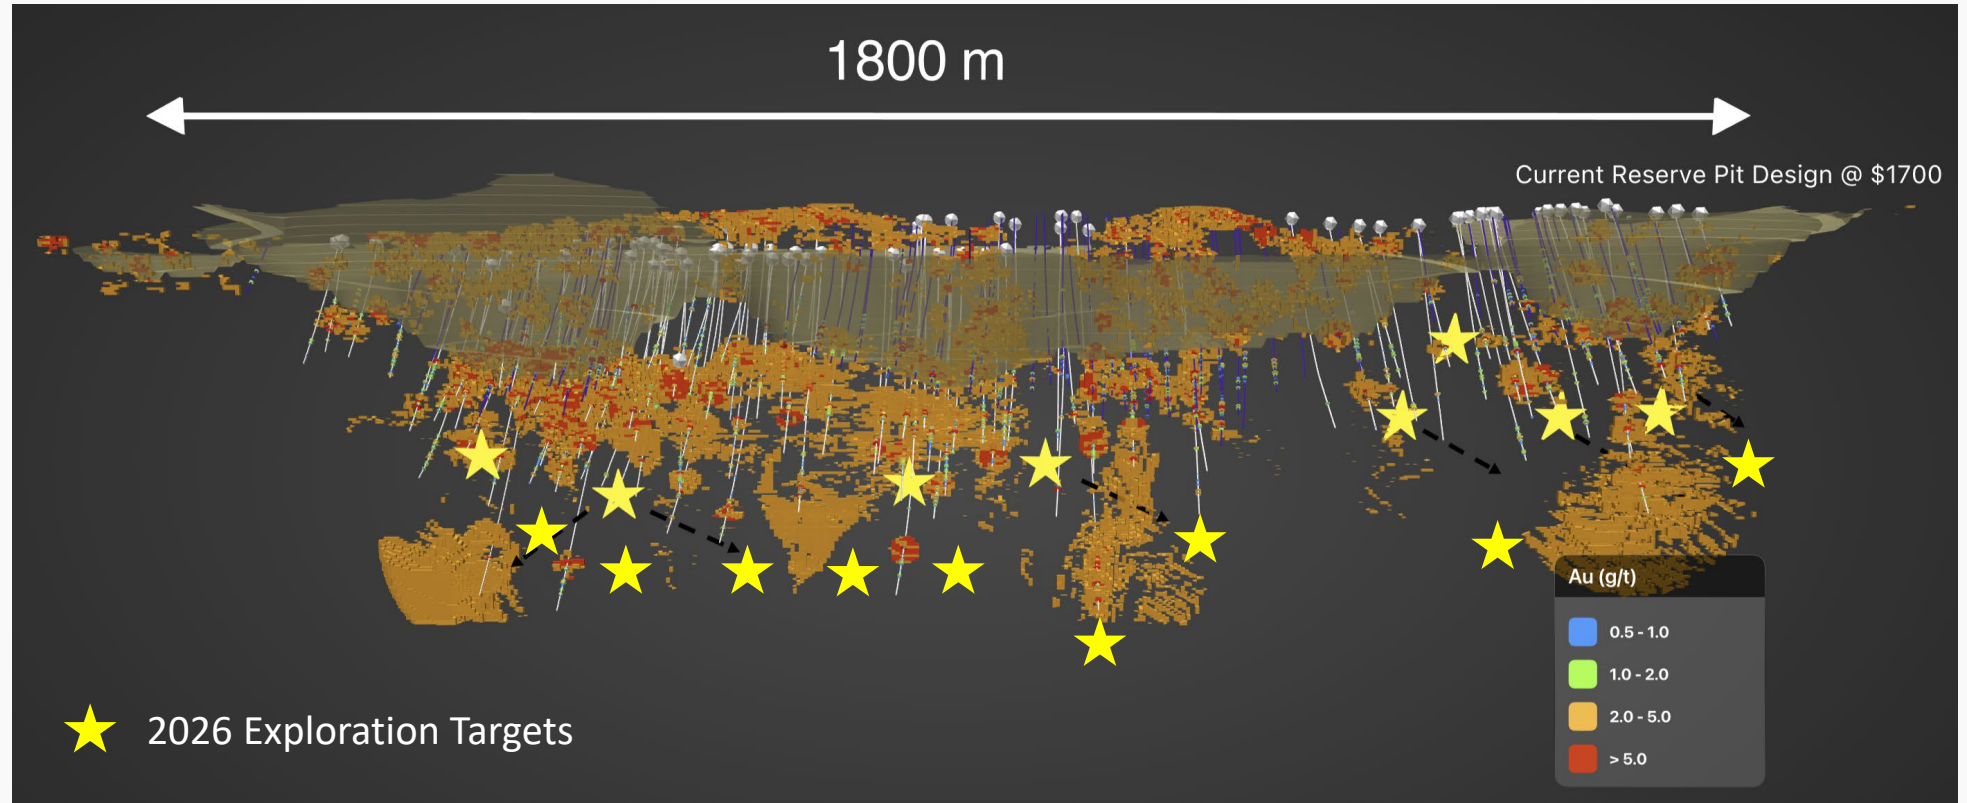 1800 m
Current Reserve Pit Design @ $1700
Au (g/t)
0.5 - 1.0
1.0 - 2.0
2.0 - 5.0
> 5.0
2026 Exploration Targets